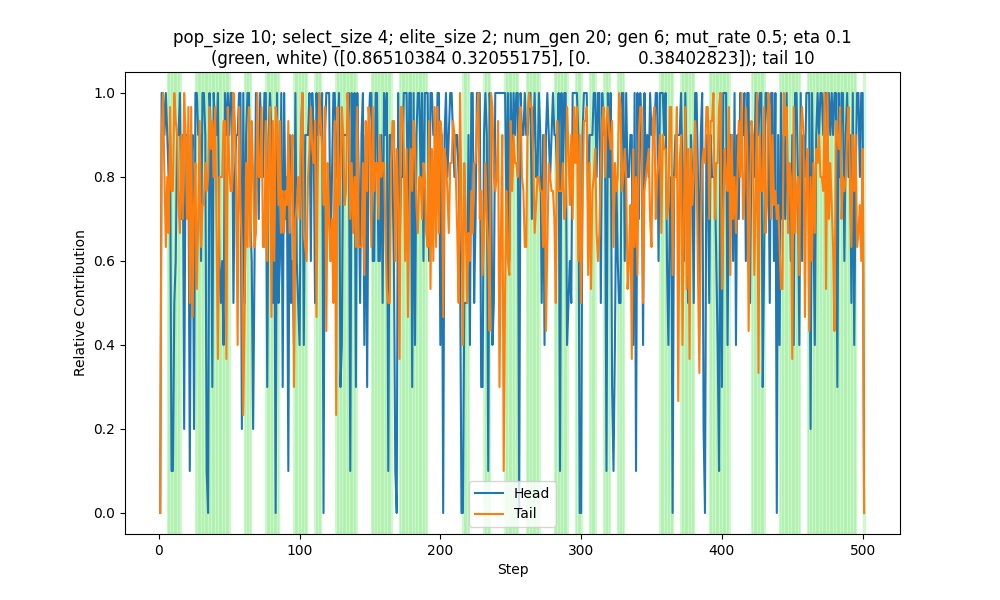 pop_size 10; select_size 4; elite_size 2; num_gen 20; gen 6; mut_rate 0.5; eta 0.1
(green, white) ([0.86510384 0.32055175], [0. 0.38402823]); tail 10
1.0
0.8
0.6
0.4
0.2
0.0
Relative Contribution
Head
Tail
0 100 200 300 400 500
Step